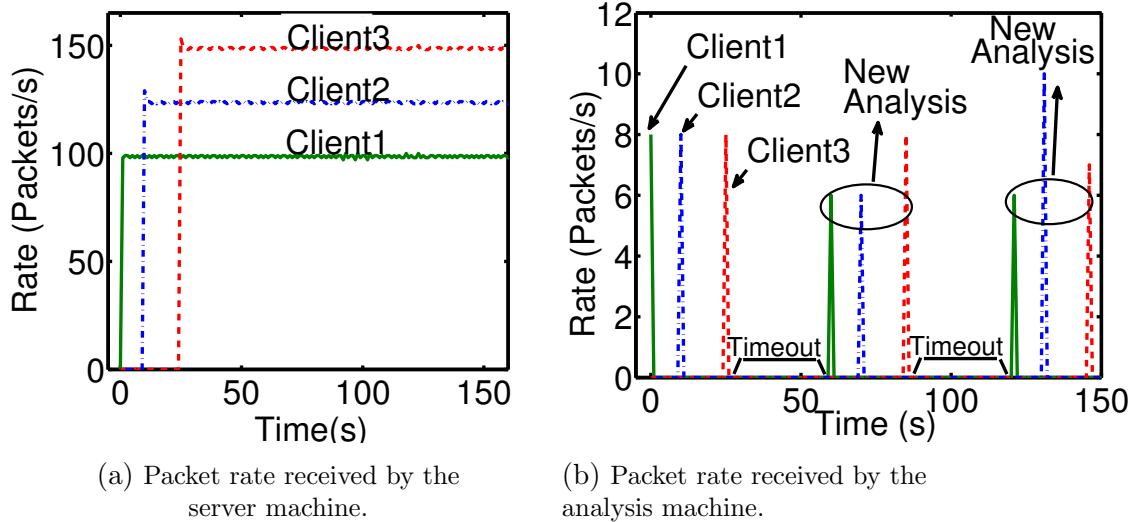 150
100
50
0
Rate (Packets/s)
Client3
Client2
Client1
0
50
100
150
Time(s)
(a) Packet rate received by the
server machine.
12
10
8
6
4
2
0
Rate (Packets/s)
Client1
Client2
Client3
New
Analysis
New
Analysis
Timeout
Timeout
0
50
100
150
Time (s)
(b) Packet rate received by the
analysis machine.